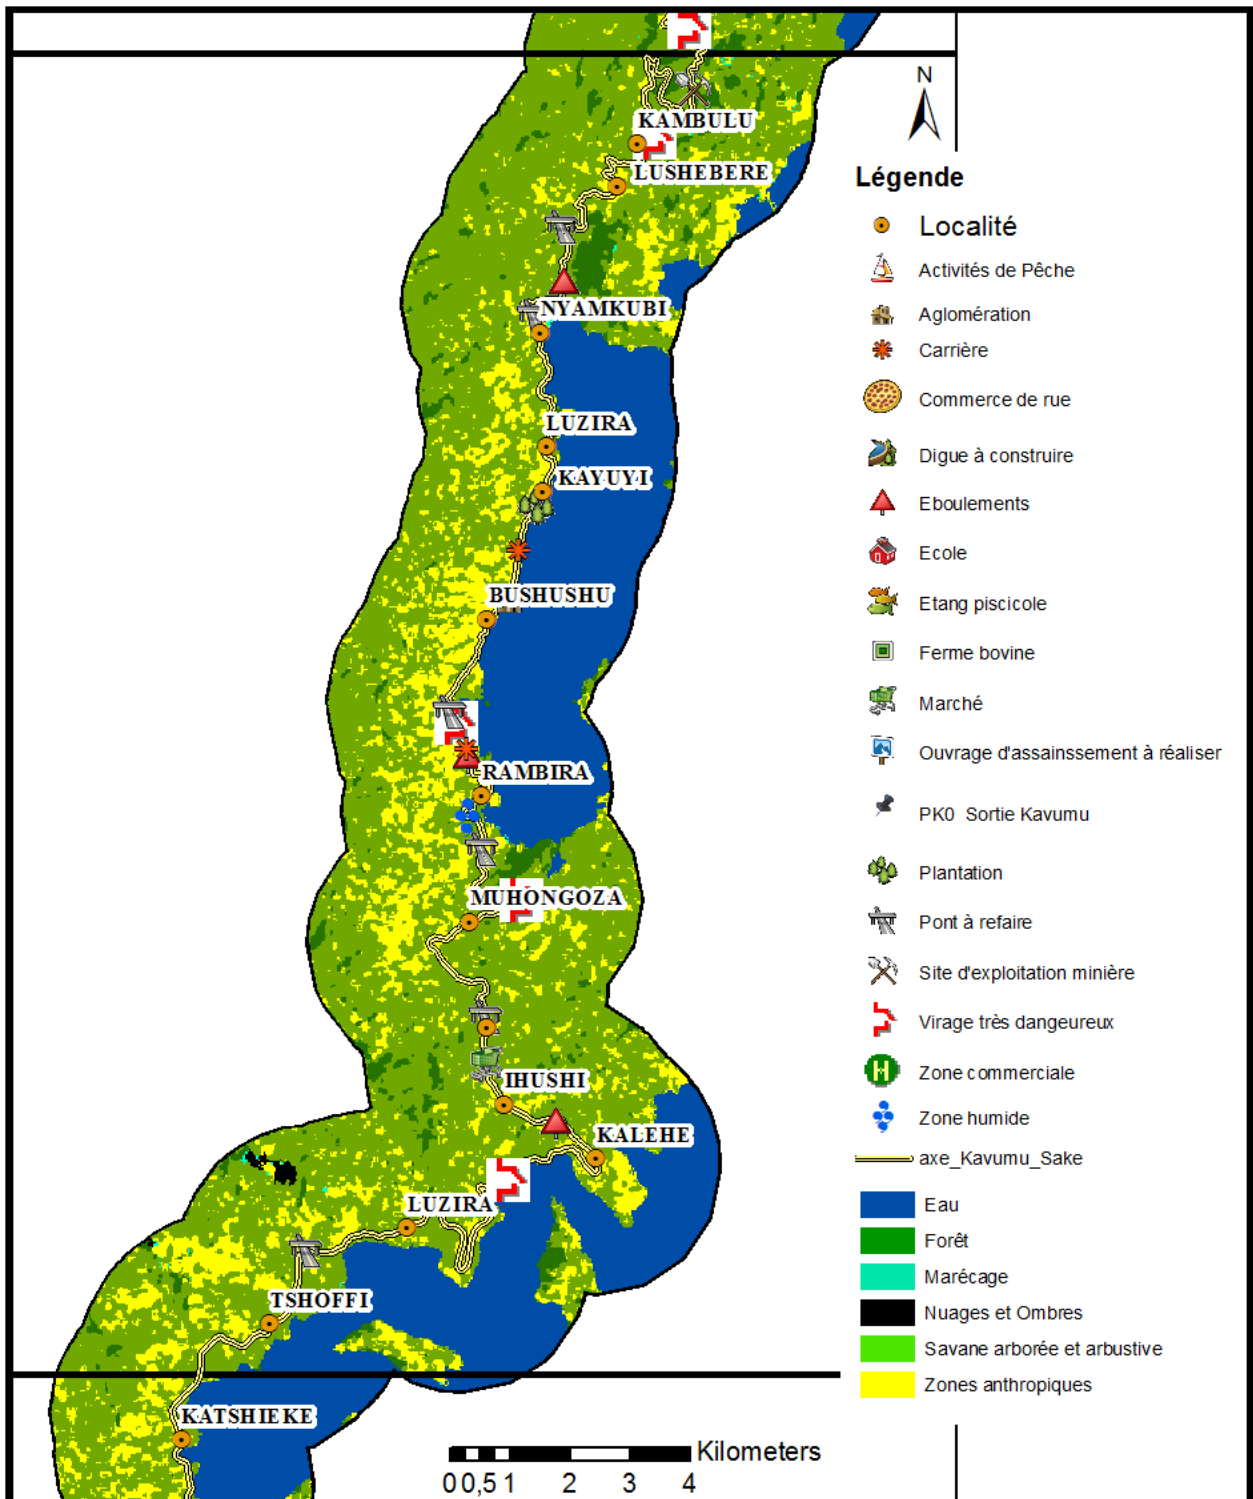 N
KAMBULU
LUSHEBERE
NYAMKUBI
LUZIRA
KAYUYI
BUSHUSHU
RAMBIRA
MUHONGOZA
IHUSHI
KALEHE
LUZIRA
TSHOFFI
KATSHIEKE
Légende
Localité
Activités de Pêche
Aglomération
Carrière
Commerce de rue
Digue à construire
Eboulements
Ecole
Etang piscicole
Ferme bovine
Marché
Ouvrage d'assainssement à réaliser
PK0 Sortie Kavumu
Plantation
Pont à refaire
Site d'exploitation minière
Virage très dangeureux
H Zone commerciale
Zone humide
axe_Kavumu_Sake
Eau
Forêt
Marécage
Nuages et Ombres
Savane arborée et arbustive
Zones anthropiques
Kilometers
0 0,5 1 2 3 4